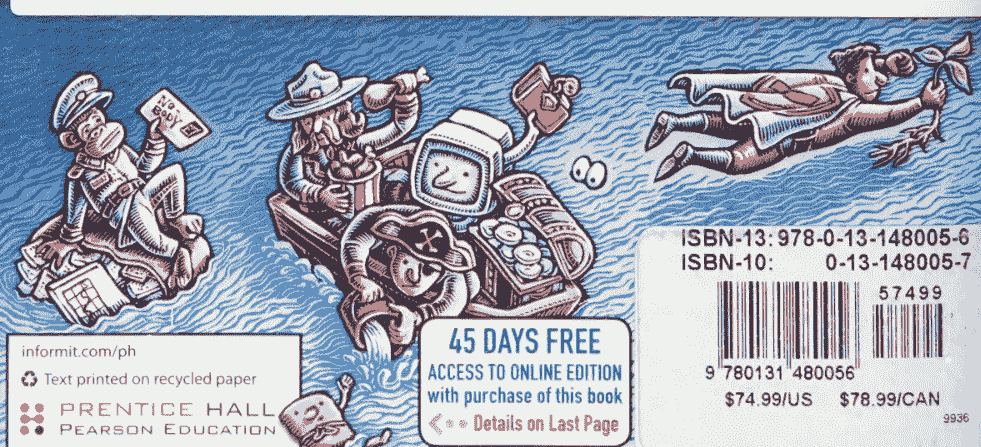 No
Body
ISBN-13: 978-0-13-148005-6
ISBN-10: 0-13-148005-7
57499
9 780131 480056
$74.99/US $78.99/CAN
9936
informit.com/ph
Text printed on recycled paper
PRENTICE HALL
PEARSON EDUCATION
45 DAYS FREE
ACCESS TO ONLINE EDITION
with purchase of this book
Details on Last Page